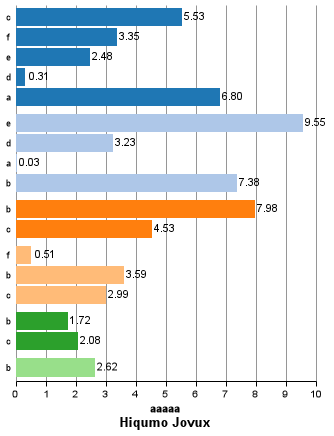 c 5.53
f 3.35
e 2.48
d 0.31
a 6.80
e 9.55
d 3.23
a 0.03
b 7.38
b 7.98
c 4.53
f 0.51
b 3.59
c 2.99
b 1.72
c 2.08
b 2.62
0 1 2 3 4 5 6 7 8 9 10
aaaaa
Hiqumo Jovux